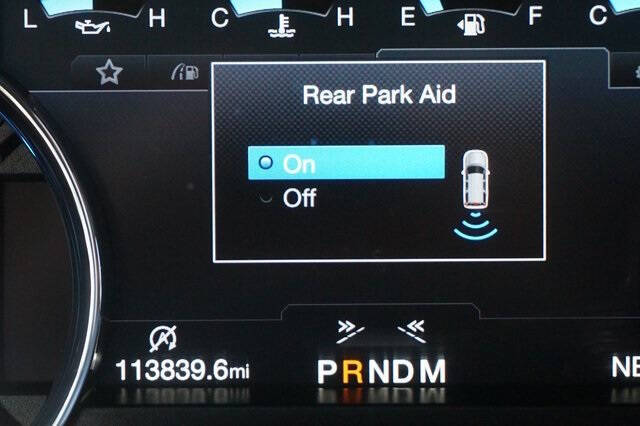 L H C H E F C
Rear Park Aid
On
Off
113839.6mi PRNDM NE